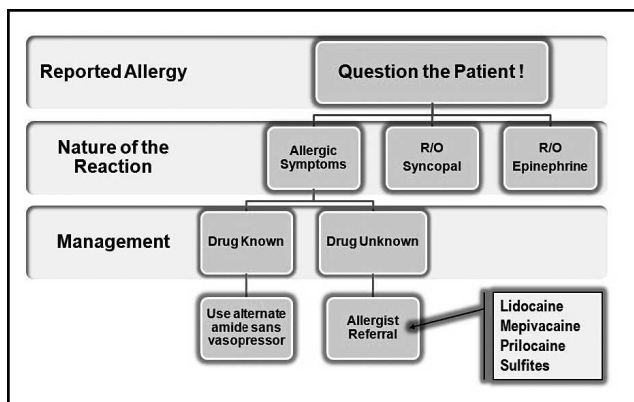 Reported Allergy
Question the Patient !
Nature of the
Reaction
Allergic
Symptoms
R/O
Syncopal
R/O
Epinephrine
Management
Drug Known
Drug Unknown
Use alternate
amide sans
vasopressor
Allergist
Referral
Lidocaine
Mepivacaine
Prilocaine
Sulfites